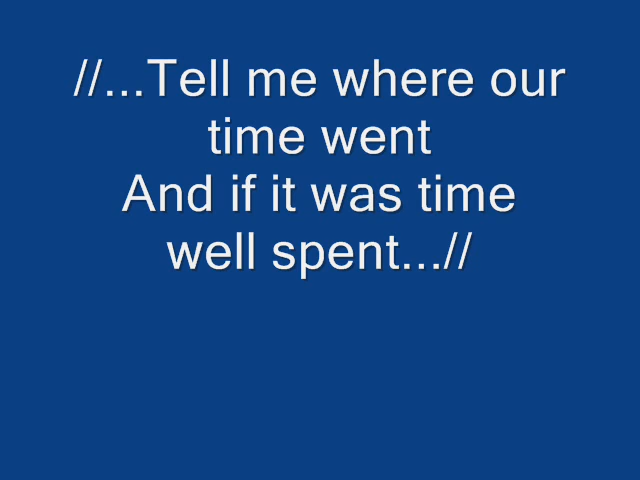 //...Tell me where our
time went
And if it was time
well spent...//